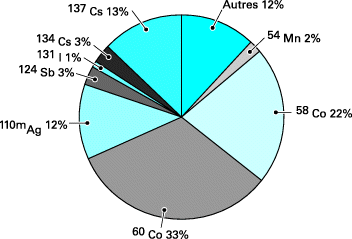 137 Cs 13%
Autres 12%
134 Cs 3%
54 Mn 2%
131 I 1%
124 Sb 3%
58 Co 22%
110m Ag 12%
60 Co 33%